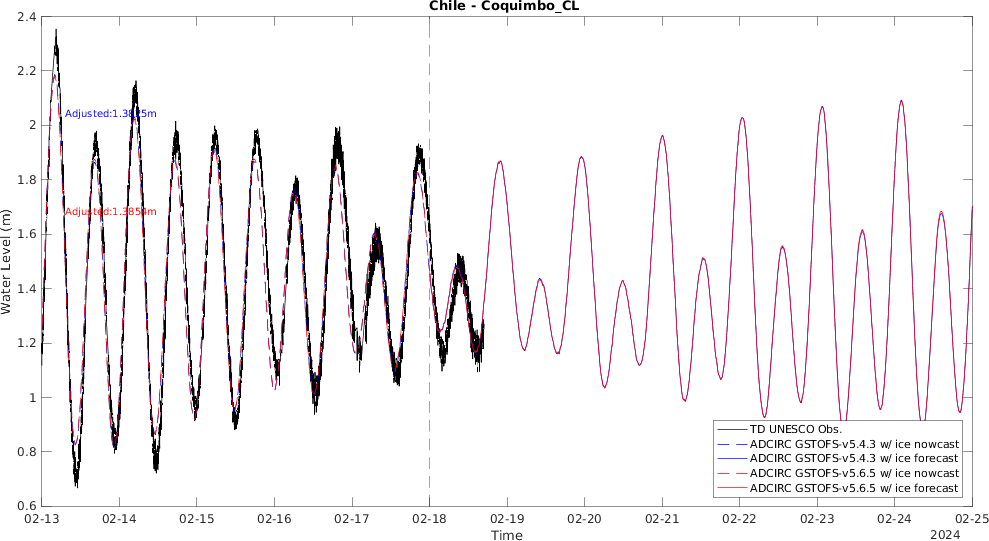 Chile - Coquimbo_CL
Water Level (m)
2.4
2.2
2
1.8
1.6
1.4
1.2
1
0.8
0.6
Adjusted:1.3825m
Adjusted:1.3854m
TD UNESCO Obs.
ADCIRC GSTOFS-v5.4.3 w/ ice nowcast
ADCIRC GSTOFS-v5.4.3 w/ ice forecast
ADCIRC GSTOFS-v5.6.5 w/ ice nowcast
ADCIRC GSTOFS-v5.6.5 w/ ice forecast
02-13 02-14 02-15 02-16 02-17 02-18 02-19 02-20 02-21 02-22 02-23 02-24 02-25
Time
2024